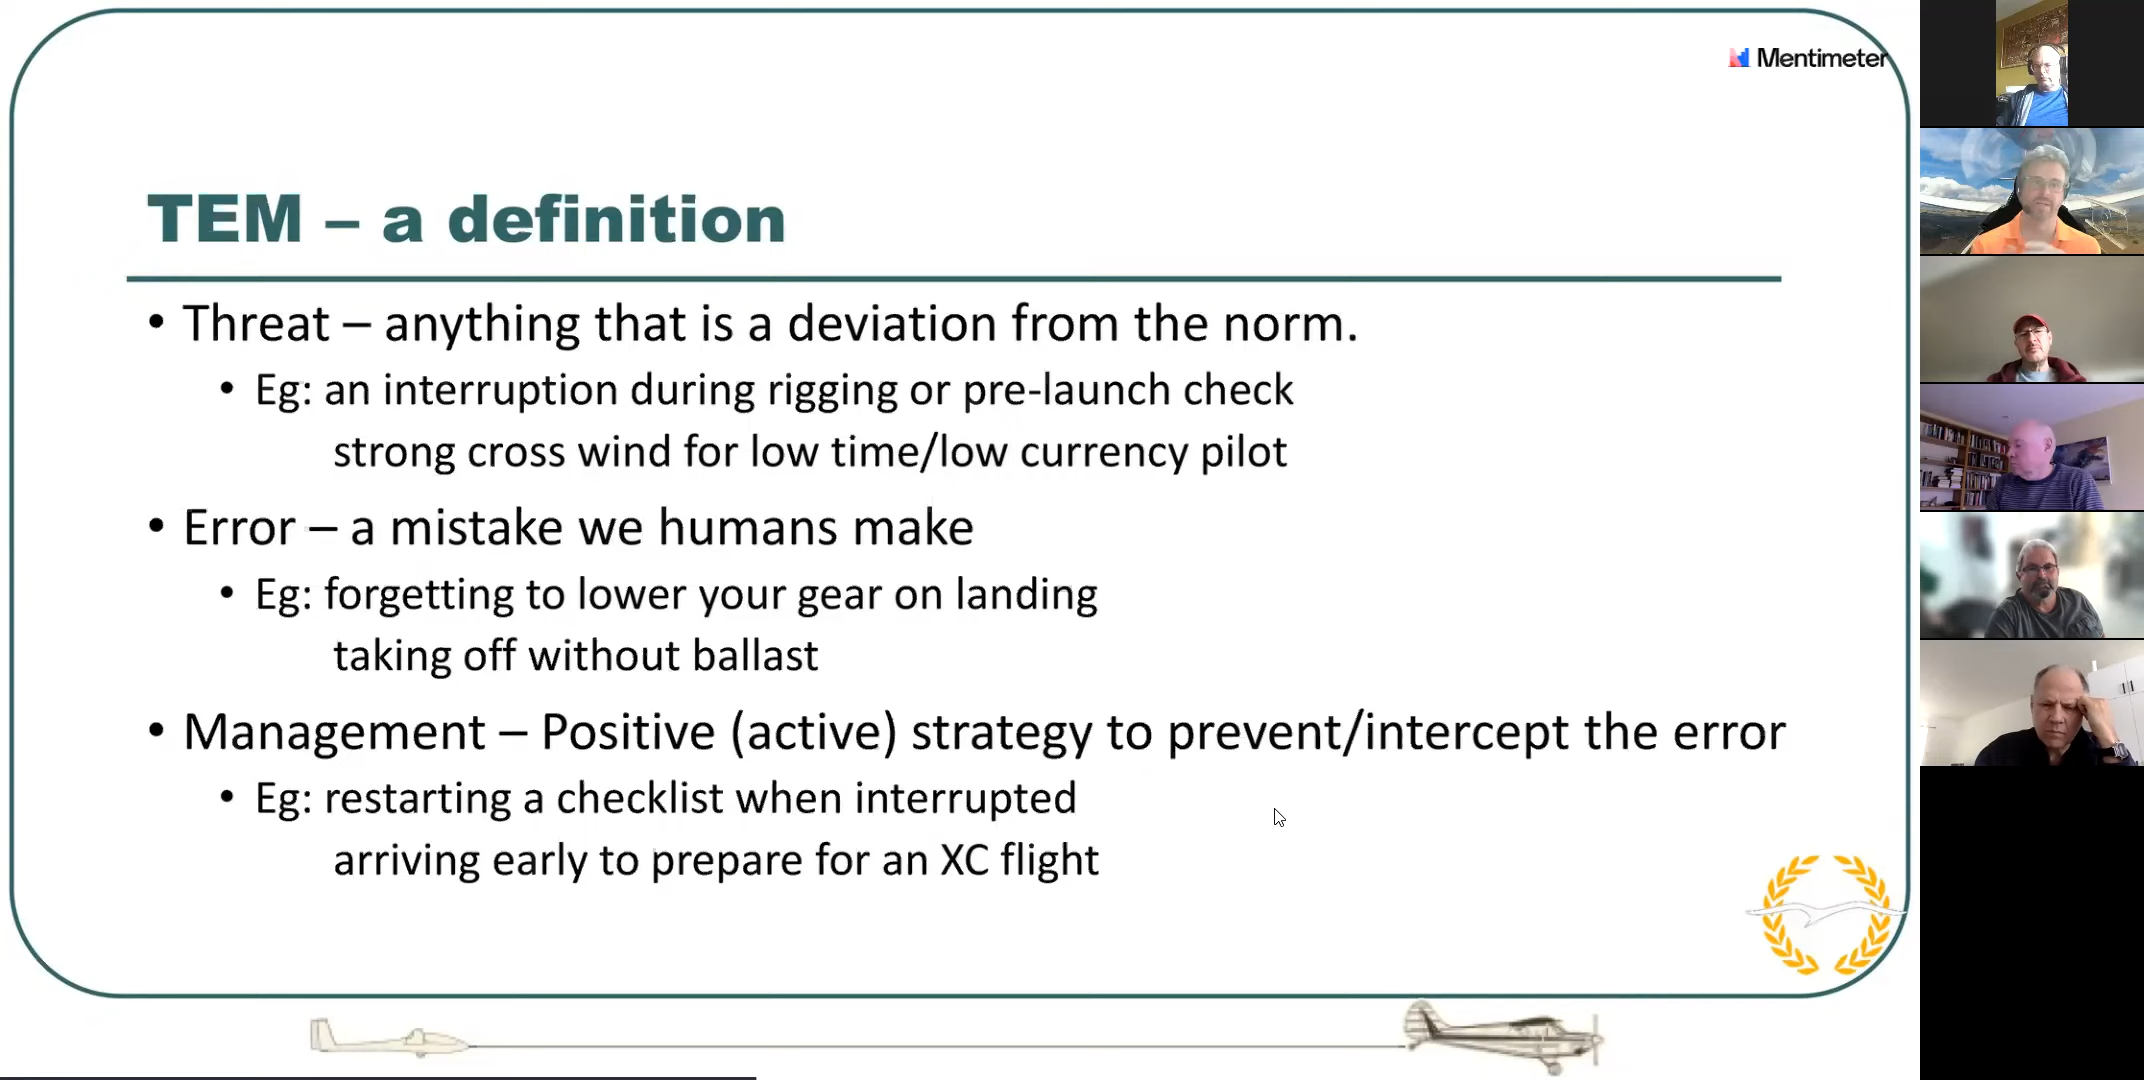 Mentimeter
TEM – a definition
• Threat – anything that is a deviation from the norm.
• Eg: an interruption during rigging or pre-launch check
strong cross wind for low time/low currency pilot
• Error – a mistake we humans make
• Eg: forgetting to lower your gear on landing
taking off without ballast
• Management – Positive (active) strategy to prevent/intercept the error
• Eg: restarting a checklist when interrupted
arriving early to prepare for an XC flight